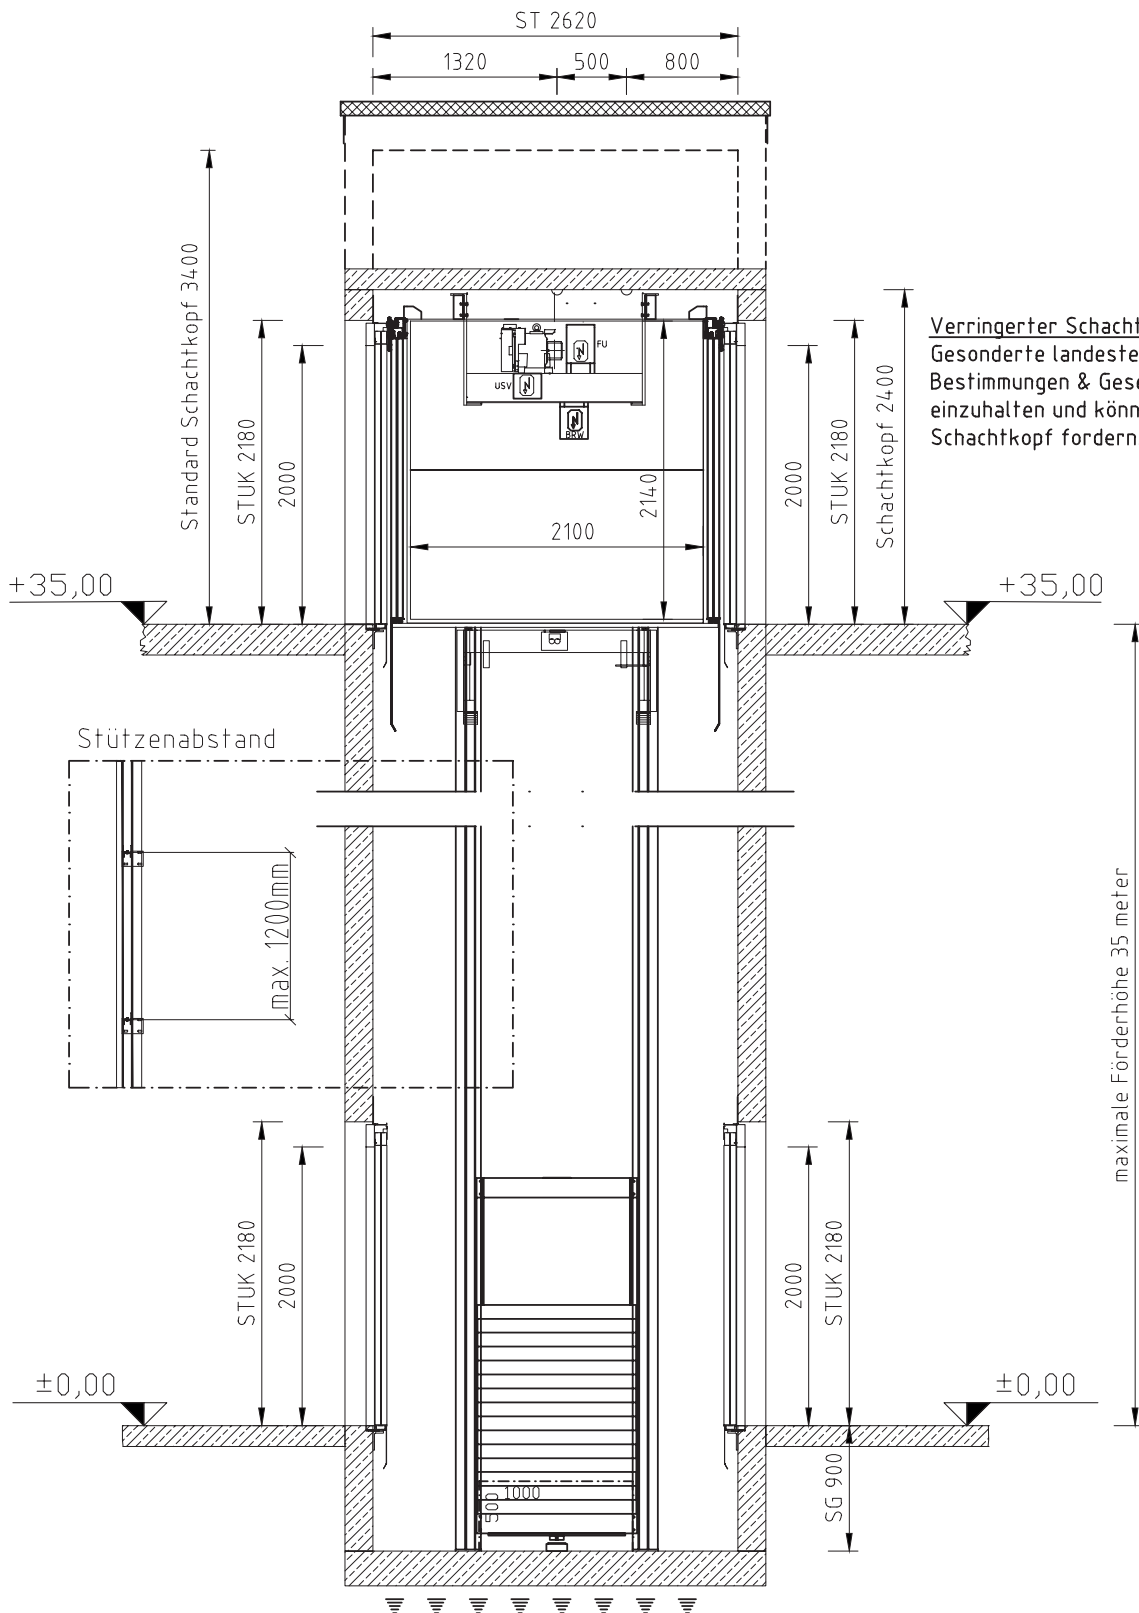 ST 2620
1320
500
800
Standard Schachtkopf 3400
STUK 2180
2000
USV
FU
BRW
2140
2100
2000
STUK 2180
Schachtkopf 2400
Verringerter Schacht
Gesonderte landeste
Bestimmungen & Gese
einzuhalten und könn
Schachtkopf fordern
+35,00
+35,00
BB
Stützenabstand
max. 1200mm
maximale Förderhöhe 35 meter
STUK 2180
2000
2000
STUK 2180
±0,00
±0,00
500
1000
SG 900